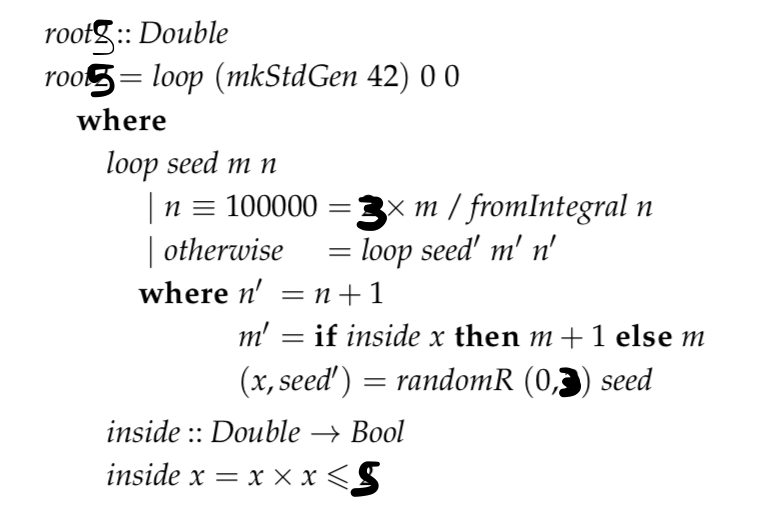 root5 :: Double
root5 = loop (mkStdGen 42) 0 0
where
loop seed m n
| n ≡ 100000 = 3 × m / fromIntegral n
| otherwise = loop seed′ m′ n′
where n′ = n + 1
m′ = if inside x then m + 1 else m
(x, seed′) = randomR (0,3) seed
inside :: Double → Bool
inside x = x × x ⩽ 5